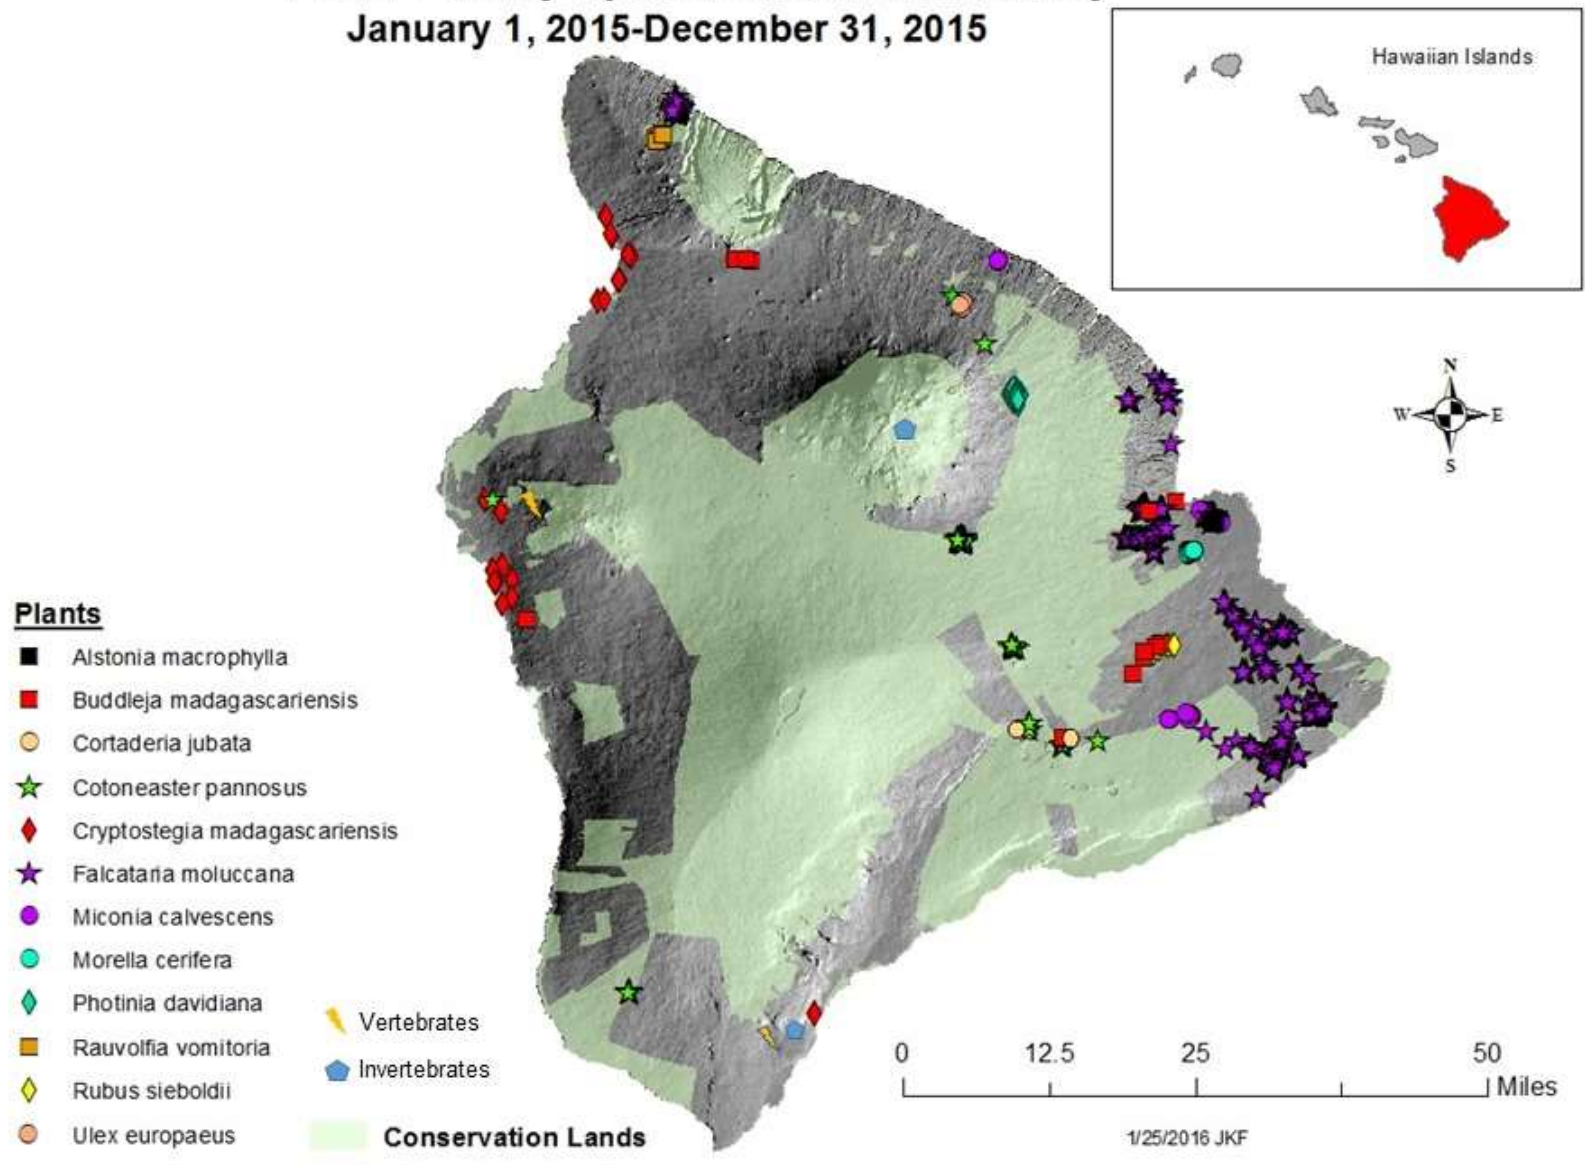 January 1, 2015-December 31, 2015
Hawaiian Islands
N
W E
S
Plants
Alstonia macrophylla
Buddleja madagascariensis
Cortaderia jubata
Cotoneaster pannosus
Cryptostegia madagascariensis
Falcataria moluccana
Miconia calvescens
Morella cerifera
Photinia davidiana
Rauvolfia vomitoria
Rubus sieboldii
Ulex europaeus
Vertebrates
Invertebrates
Conservation Lands
0 12.5 25 50
Miles
1/25/2016 JKF